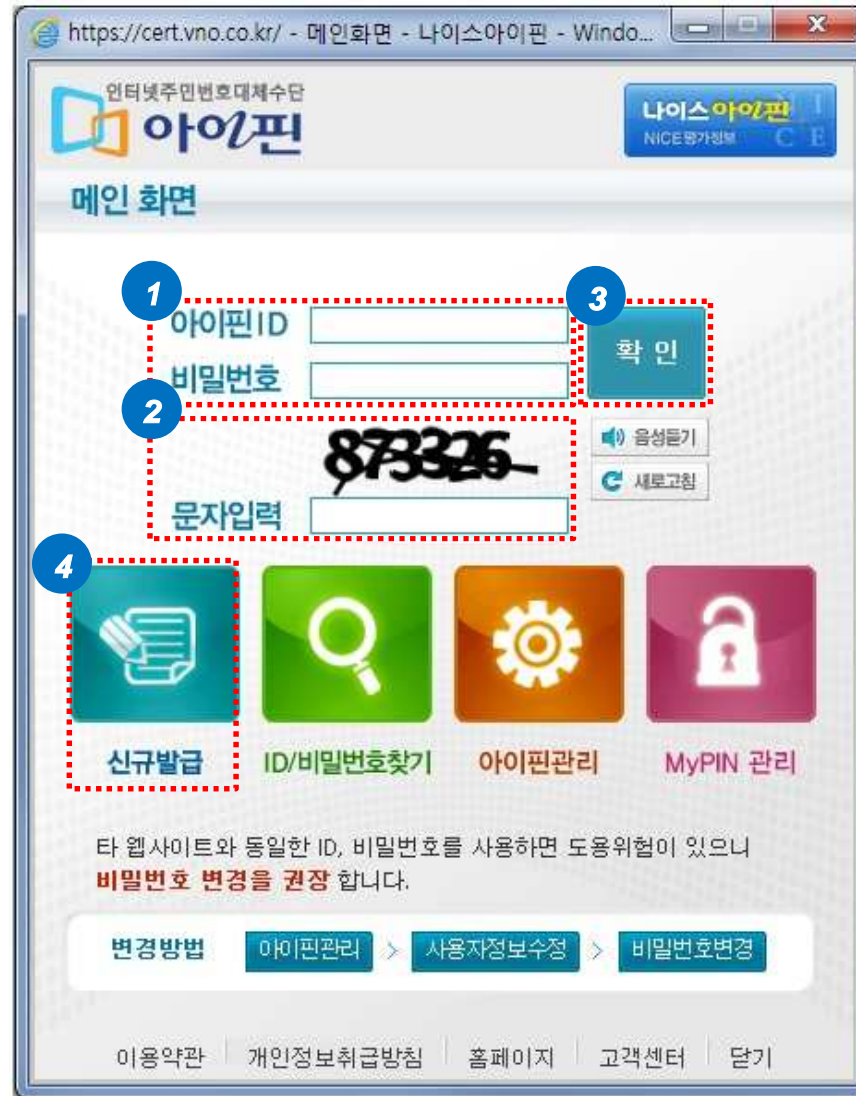 https://cert.vno.co.kr/ - 메인화면 - 나이스아이핀 - Windo...
인터넷주민번호대체수단
아이핀
나이스아이핀
NICE평가정보
NICE
메인 화면
1
아이핀ID
비밀번호
3
확 인
2
873326
음성듣기
새로고침
문자입력
4
신규발급
ID/비밀번호찾기
아이핀관리
MyPIN 관리
타 웹사이트와 동일한 ID, 비밀번호를 사용하면 도용위험이 있으니
비밀번호 변경을 권장 합니다.
변경방법 아이핀관리 > 사용자정보수정 > 비밀번호변경
이용약관 개인정보취급방침 홈페이지 고객센터 닫기